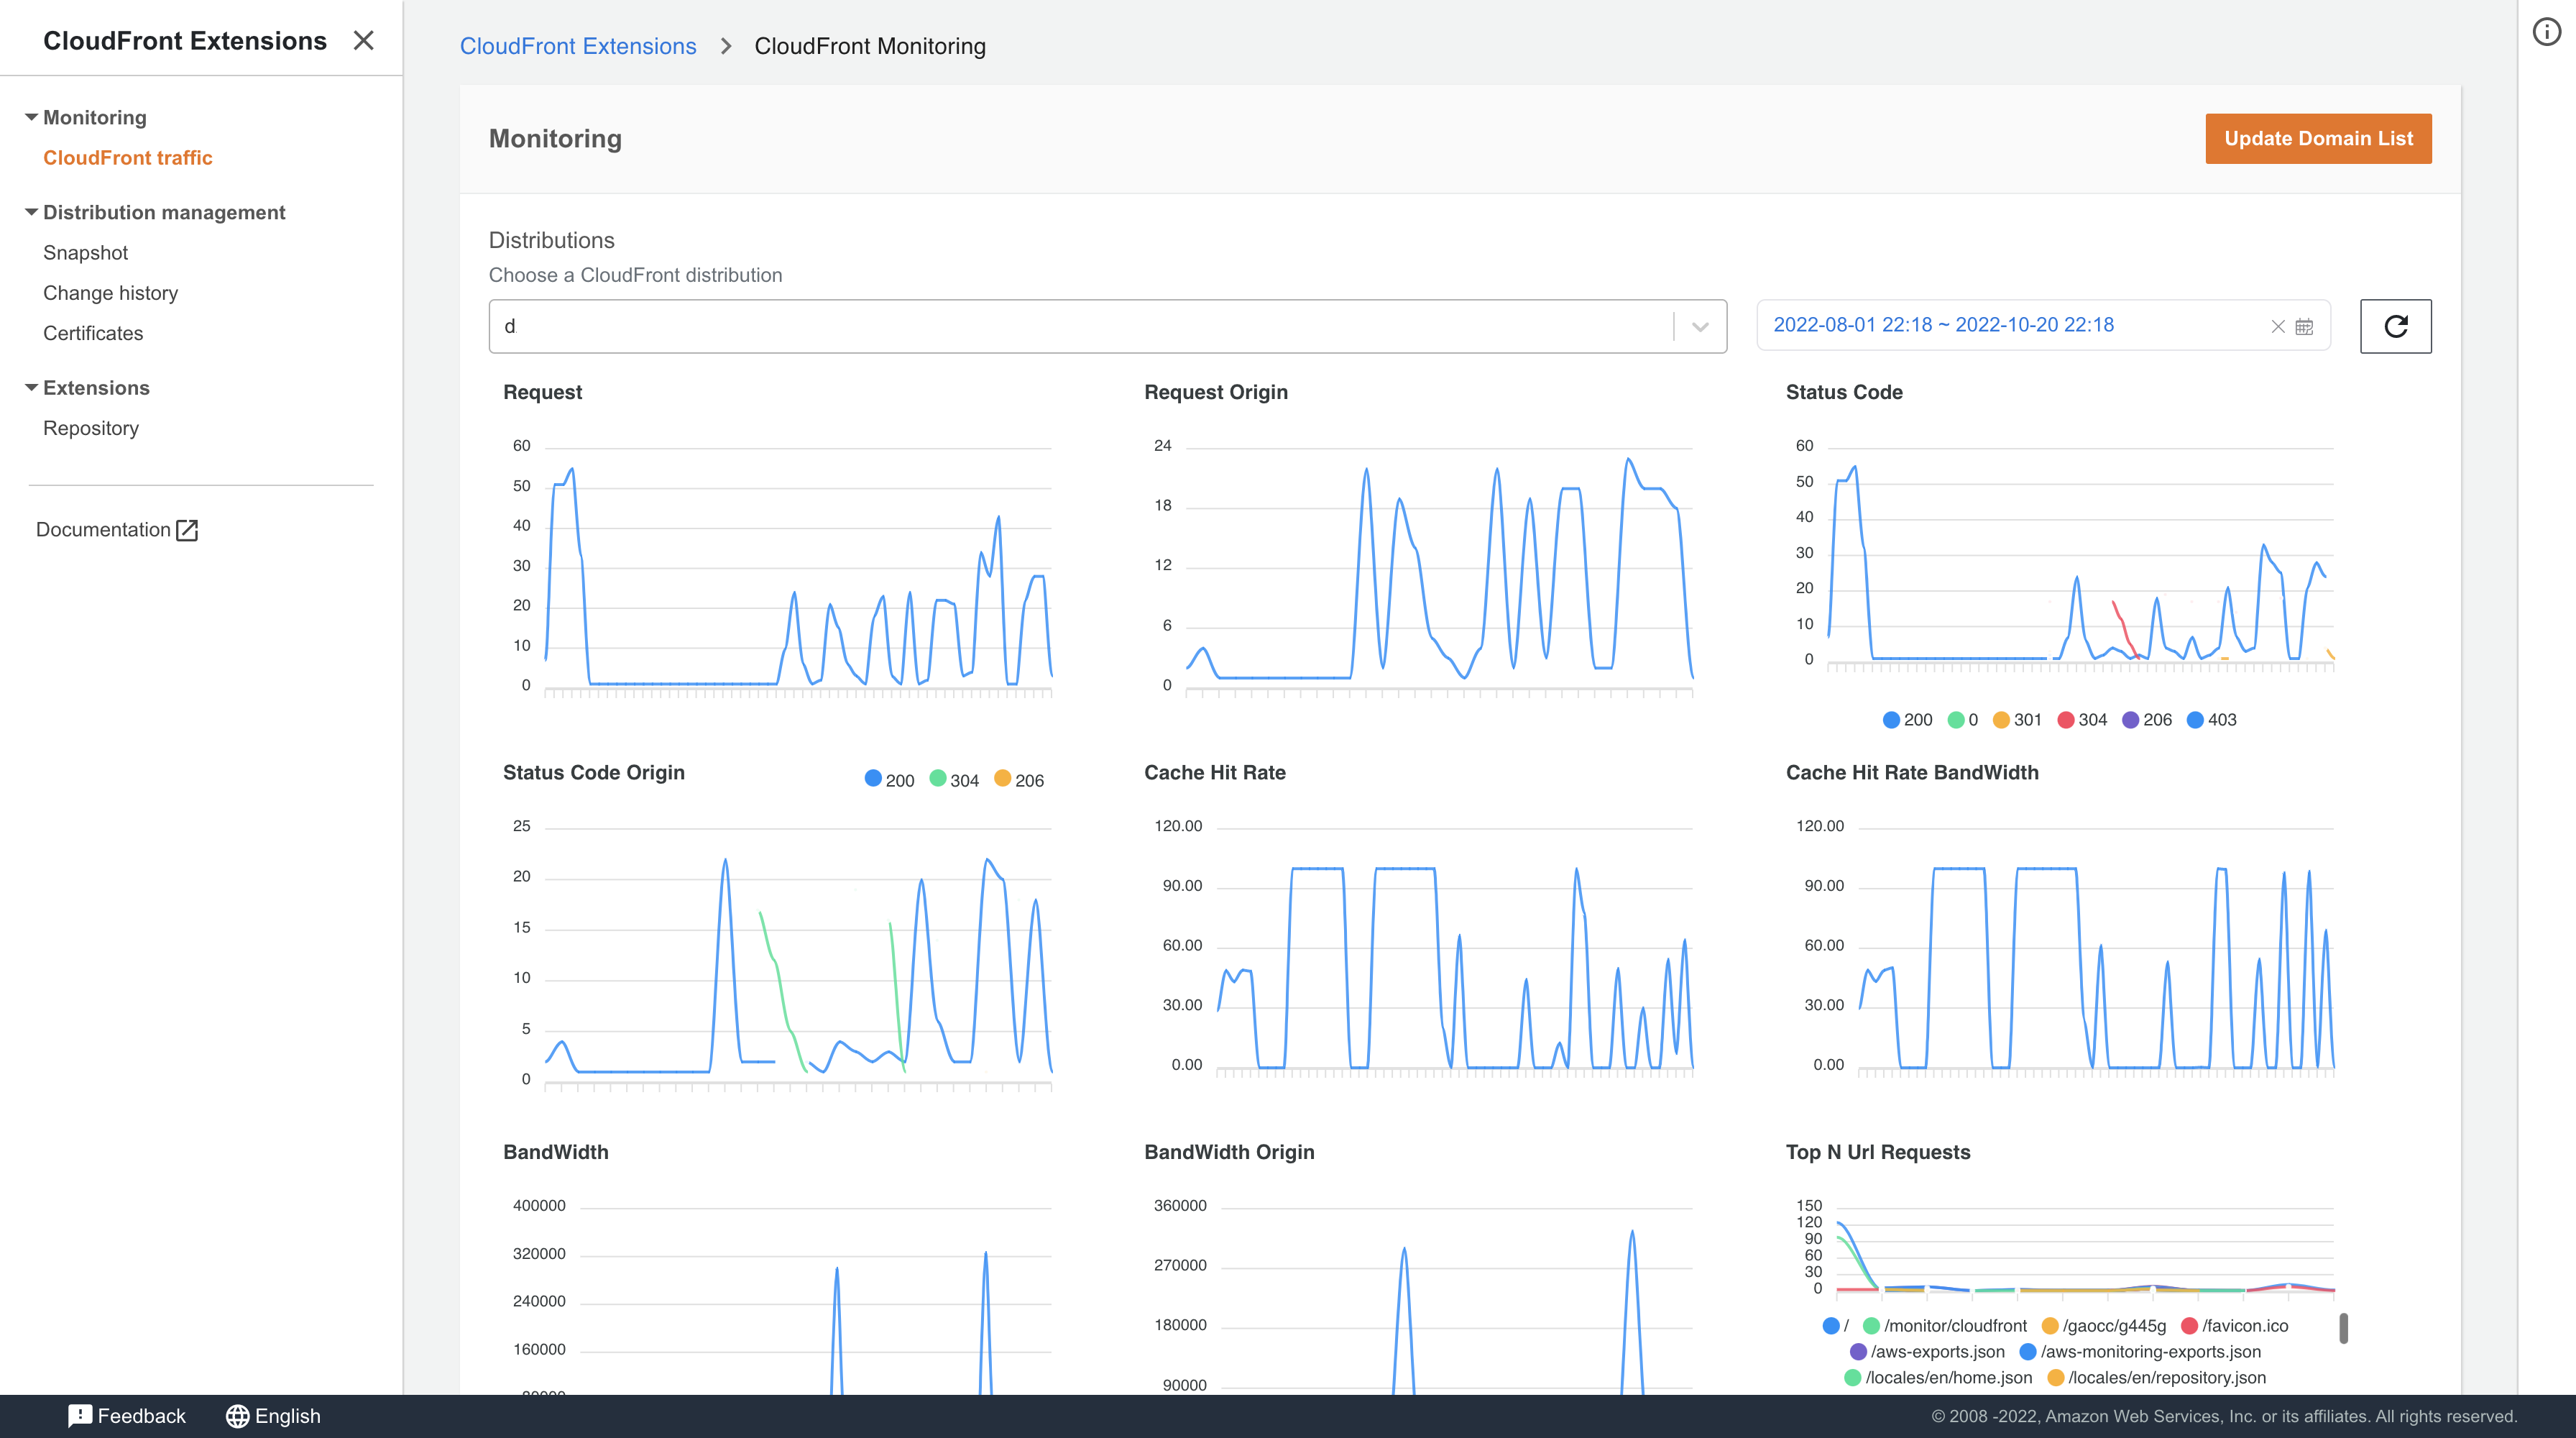 CloudFront Extensions
Monitoring
CloudFront traffic
Distribution management
Snapshot
Change history
Certificates
Extensions
Repository
Documentation
CloudFront Extensions > CloudFront Monitoring
Monitoring
Update Domain List
Distributions
Choose a CloudFront distribution
d
2022-08-01 22:18 ~ 2022-10-20 22:18
Request
60
50
40
30
20
10
0
Request Origin
24
18
12
6
0
Status Code
60
50
40
30
20
10
0
200 0 301 304 206 403
Status Code Origin
200 304 206
25
20
15
10
5
0
Cache Hit Rate
120.00
90.00
60.00
30.00
0.00
Cache Hit Rate BandWidth
120.00
90.00
60.00
30.00
0.00
BandWidth
400000
320000
240000
160000
BandWidth Origin
360000
270000
180000
90000
Top N Url Requests
150
120
90
60
30
0
/ /monitor/cloudfront /gaocc/g445g /favicon.ico
/aws-exports.json /aws-monitoring-exports.json
/locales/en/home.json /locales/en/repository.json
Feedback
English
© 2008 -2022, Amazon Web Services, Inc. or its affiliates. All rights reserved.